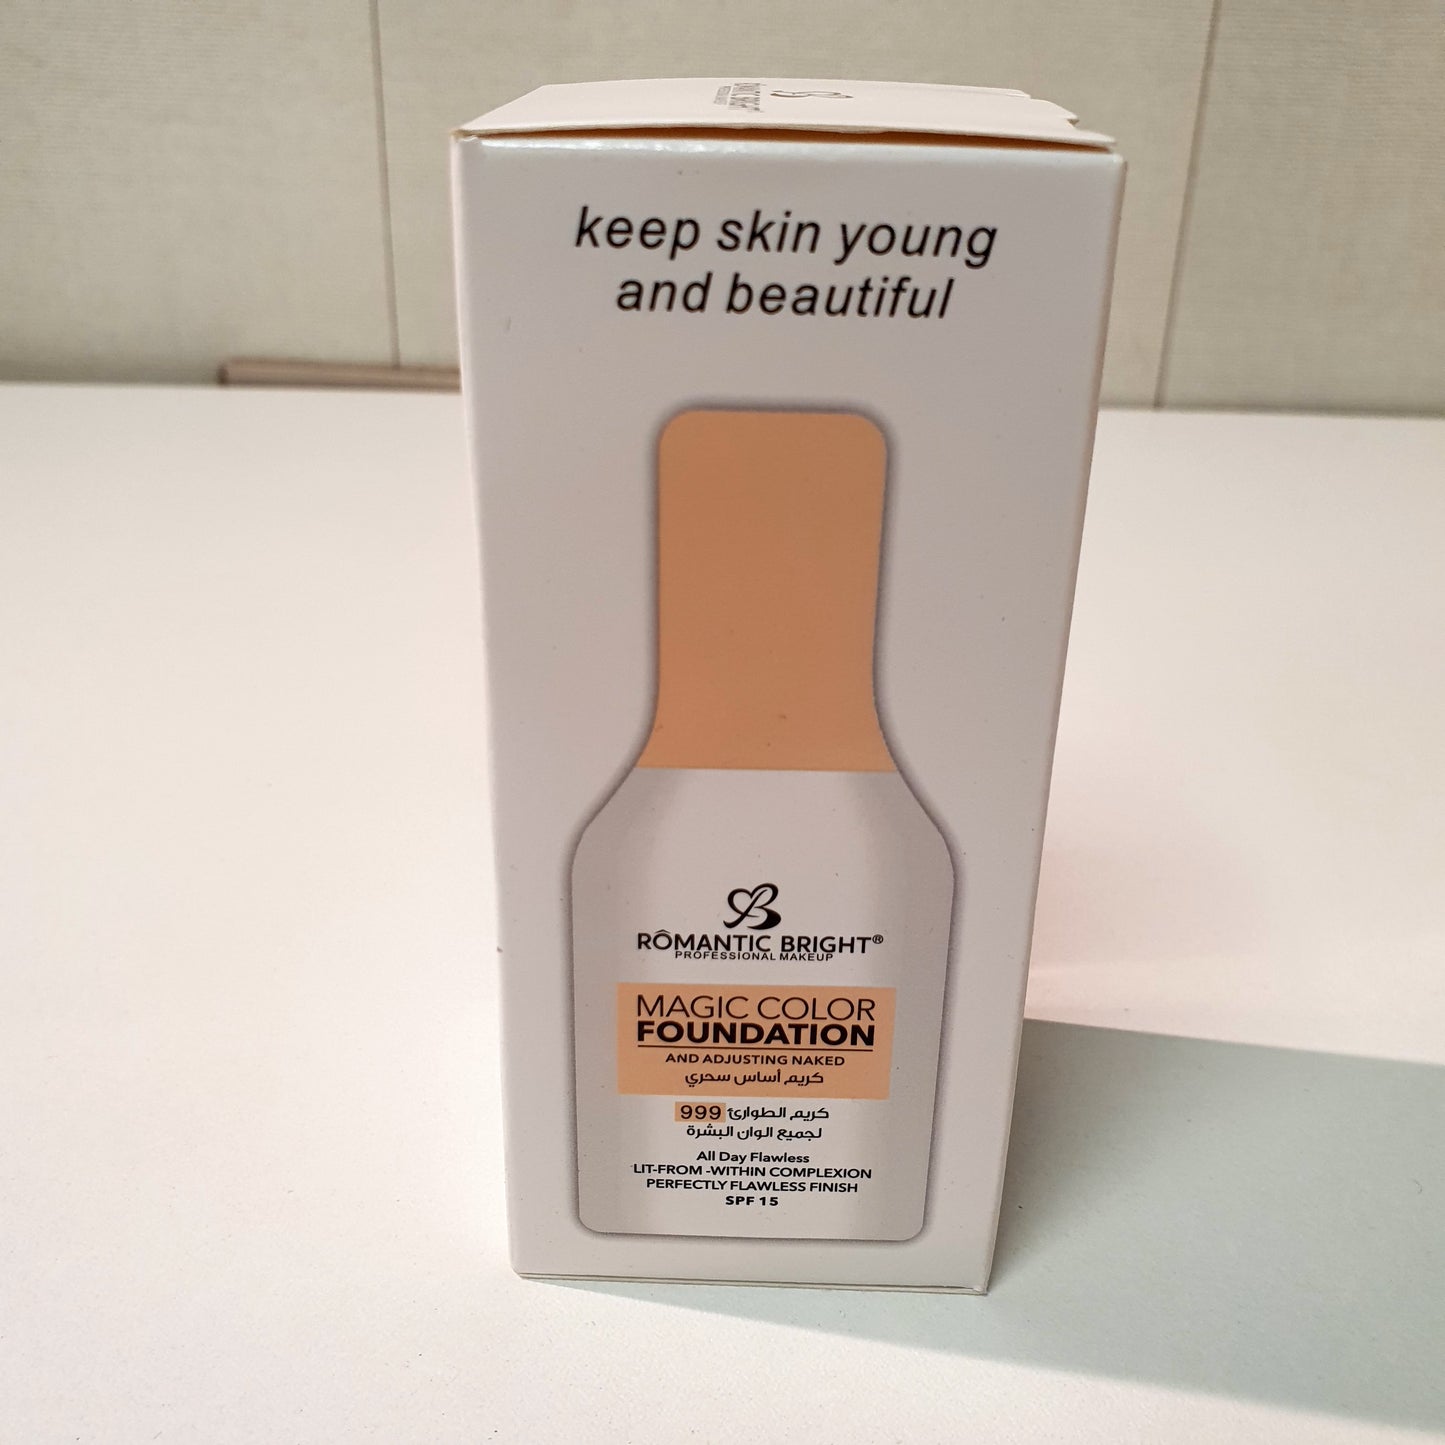 keep skin young
and beautiful
RÔMANTIC BRIGHT®
PROFESSIONAL MAKEUP
MAGIC COLOR
FOUNDATION
AND ADJUSTING NAKED
كريم أساس سحري
كريم الطوارئ 999
لجميع الوان البشرة
All Day Flawless
LIT-FROM -WITHIN COMPLEXION
PERFECTLY FLAWLESS FINISH
SPF 15